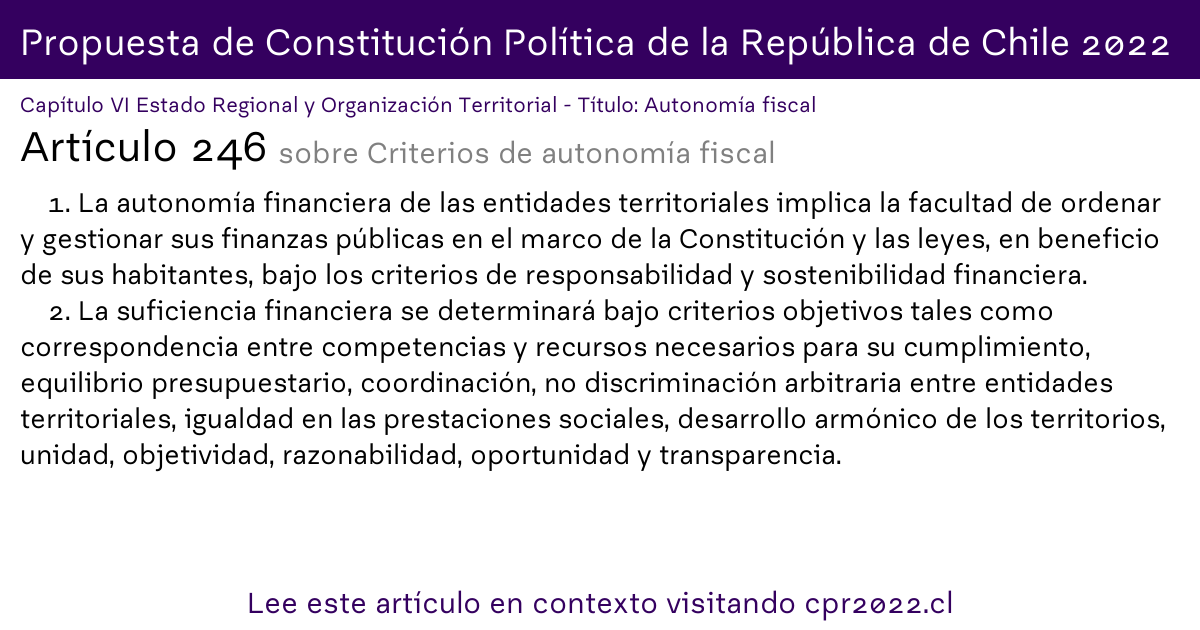 Propuesta de Constitución Política de la República de Chile 2022
Capítulo VI Estado Regional y Organización Territorial - Título: Autonomía fiscal
Artículo 246 sobre Criterios de autonomía fiscal
1. La autonomía financiera de las entidades territoriales implica la facultad de ordenar
y gestionar sus finanzas públicas en el marco de la Constitución y las leyes, en beneficio
de sus habitantes, bajo los criterios de responsabilidad y sostenibilidad financiera.
2. La suficiencia financiera se determinará bajo criterios objetivos tales como
correspondencia entre competencias y recursos necesarios para su cumplimiento,
equilibrio presupuestario, coordinación, no discriminación arbitraria entre entidades
territoriales, igualdad en las prestaciones sociales, desarrollo armónico de los territorios,
unidad, objetividad, razonabilidad, oportunidad y transparencia.
Lee este artículo en contexto visitando cpr2022.cl